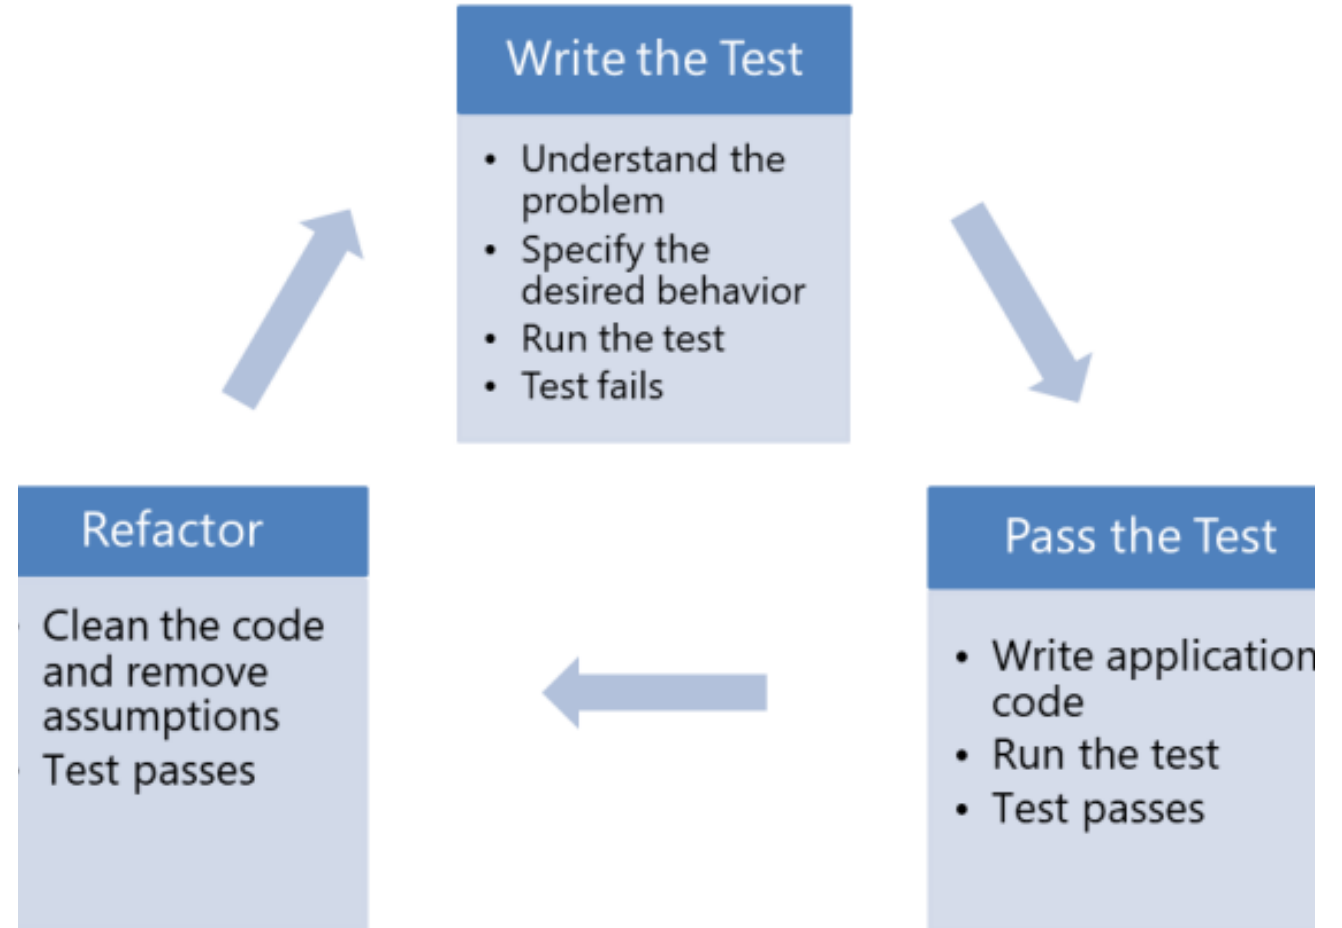 Write the Test
• Understand the
problem
• Specify the
desired behavior
• Run the test
• Test fails
Refactor
Clean the code
and remove
assumptions
Test passes
Pass the Test
• Write application
code
• Run the test
• Test passes